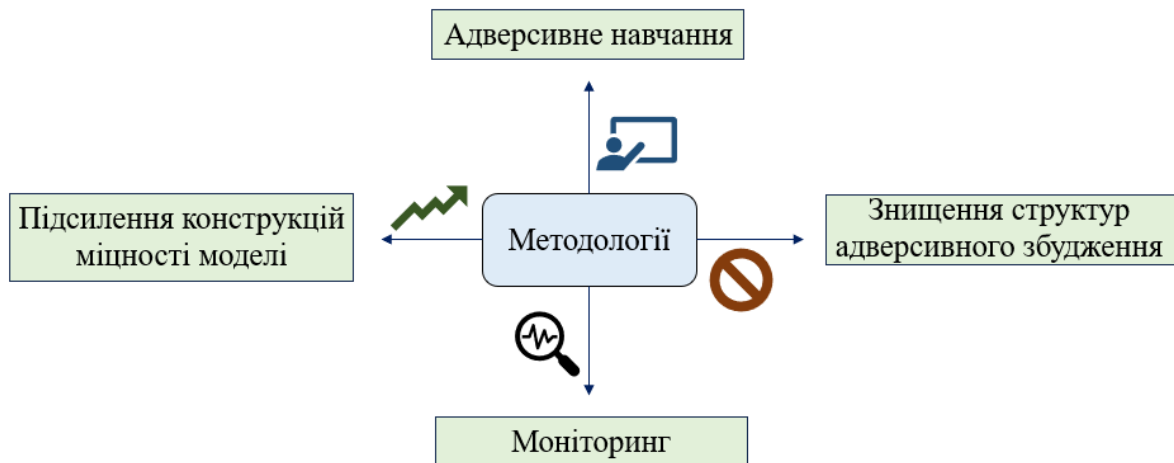 Адверсивне навчання
Підсилення конструкцій
міцності моделі
Методології
Знищення структур
адверсивного збудження
Моніторинг